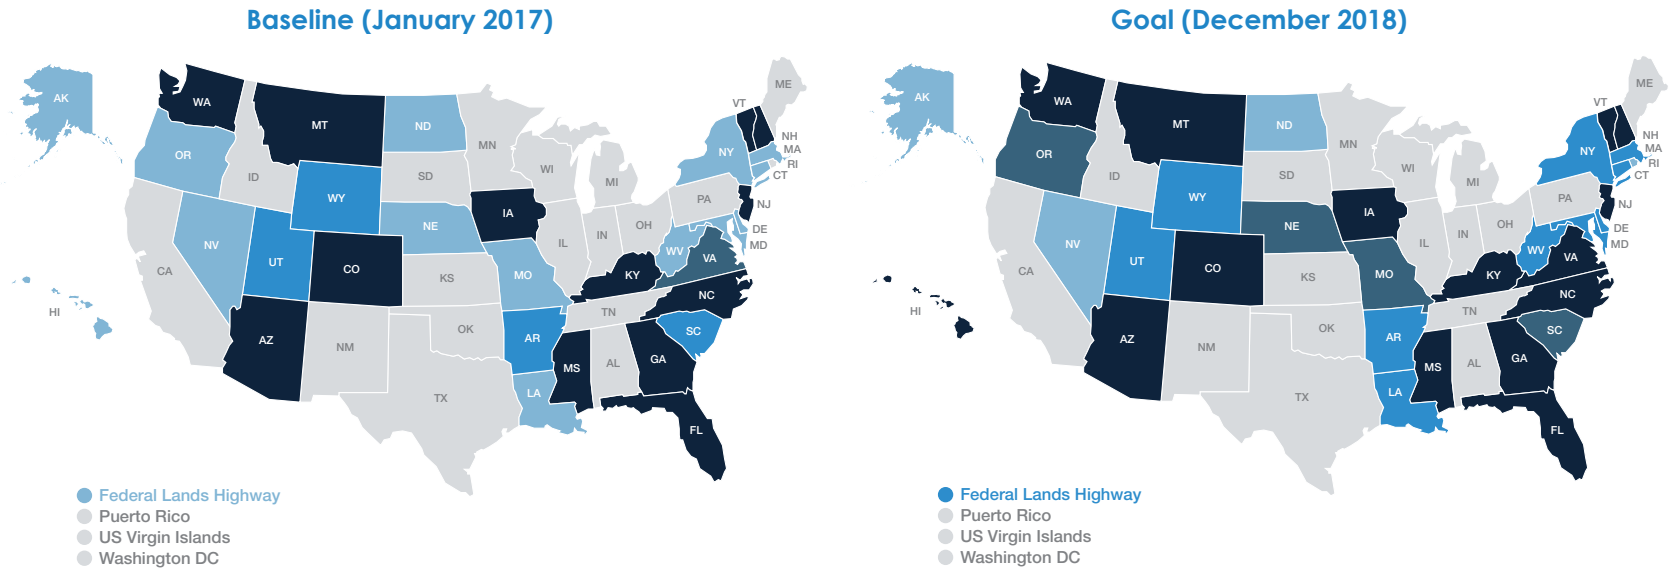 Baseline (January 2017)
AK
WA
MT
ND
MN
VT
ME
NH
MA
RI
CT
NY
OR
ID
WY
SD
WI
MI
PA
NJ
DE
MD
IA
NE
NV
UT
CO
IL
IN
OH
WV
VA
CA
KS
MO
KY
NC
HI
TN
AZ
NM
OK
AR
SC
MS
AL
GA
TX
LA
FL
Federal Lands Highway
Puerto Rico
US Virgin Islands
Washington DC
Goal (December 2018)
AK
WA
MT
ND
MN
VT
ME
NH
MA
RI
CT
NY
OR
ID
WY
SD
WI
MI
PA
NJ
DE
MD
IA
NE
NV
UT
CO
IL
IN
OH
WV
VA
CA
KS
MO
KY
NC
HI
TN
AZ
NM
OK
AR
SC
MS
AL
GA
TX
LA
FL
Federal Lands Highway
Puerto Rico
US Virgin Islands
Washington DC